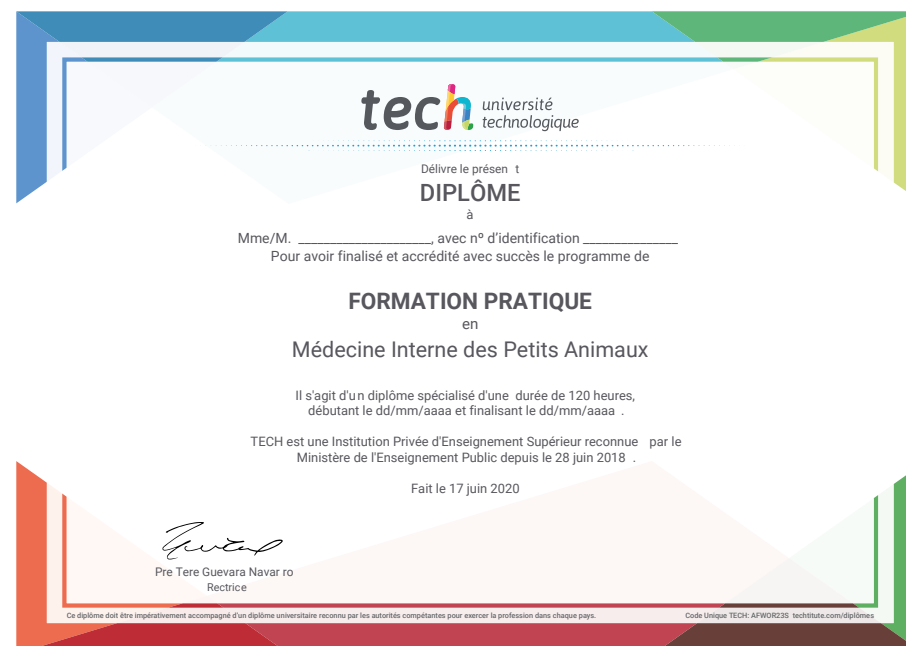 tech université
technologique
Délivre le présen t
DIPLÔME
à
Mme/M. _____________________, avec nº d'identification _______________
Pour avoir finalisé et accrédité avec succès le programme de
FORMATION PRATIQUE
en
Médecine Interne des Petits Animaux
Il s'agit d'un diplôme spécialisé d'une durée de 120 heures,
débutant le dd/mm/aaaa et finalisant le dd/mm/aaaa .
TECH est une Institution Privée d'Enseignement Supérieur reconnue par le
Ministère de l'Enseignement Public depuis le 28 juin 2018 .
Fait le 17 juin 2020
Pre Tere Guevara Navar ro
Rectrice
Ce diplôme doit être impérativement accompagné d'un diplôme universitaire reconnu par les autorités compétantes pour exercer la profession dans chaque pays.
Code Unique TECH: AFWOR23S techtitute.com/diplômes